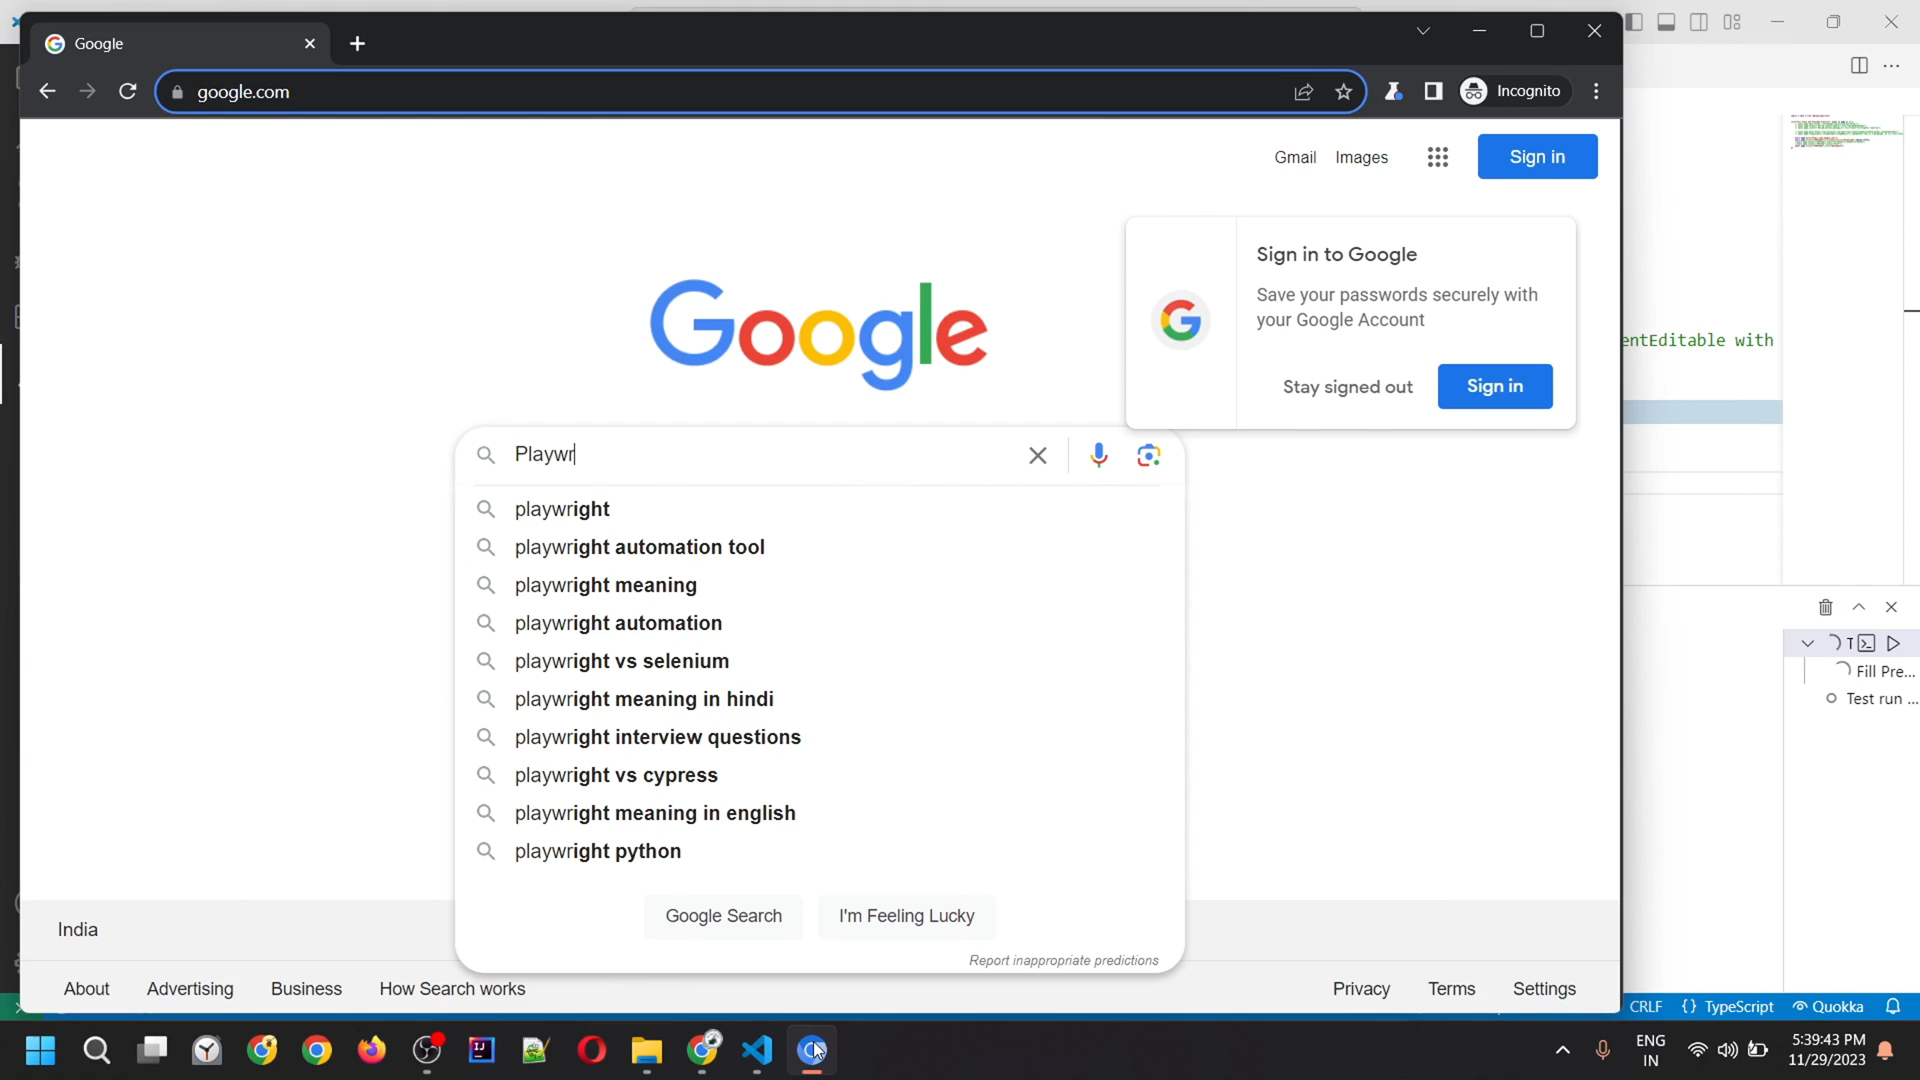 Google
google.com
Incognito
Gmail
Images
Sign in
Google
Sign in to Google
Save your passwords securely with
your Google Account
Stay signed out
Sign in
entEditable with
Playwr
playwright
playwright automation tool
playwright meaning
playwright automation
playwright vs selenium
playwright meaning in hindi
playwright interview questions
playwright vs cypress
playwright meaning in english
playwright python
Google Search
I'm Feeling Lucky
Report inappropriate predictions
T
Fill Pre...
Test run ...
India
About
Advertising
Business
How Search works
Privacy
Terms
Settings
CRLF
{} TypeScript
Quokka
ENG
IN
5:39:43 PM
11/29/2023